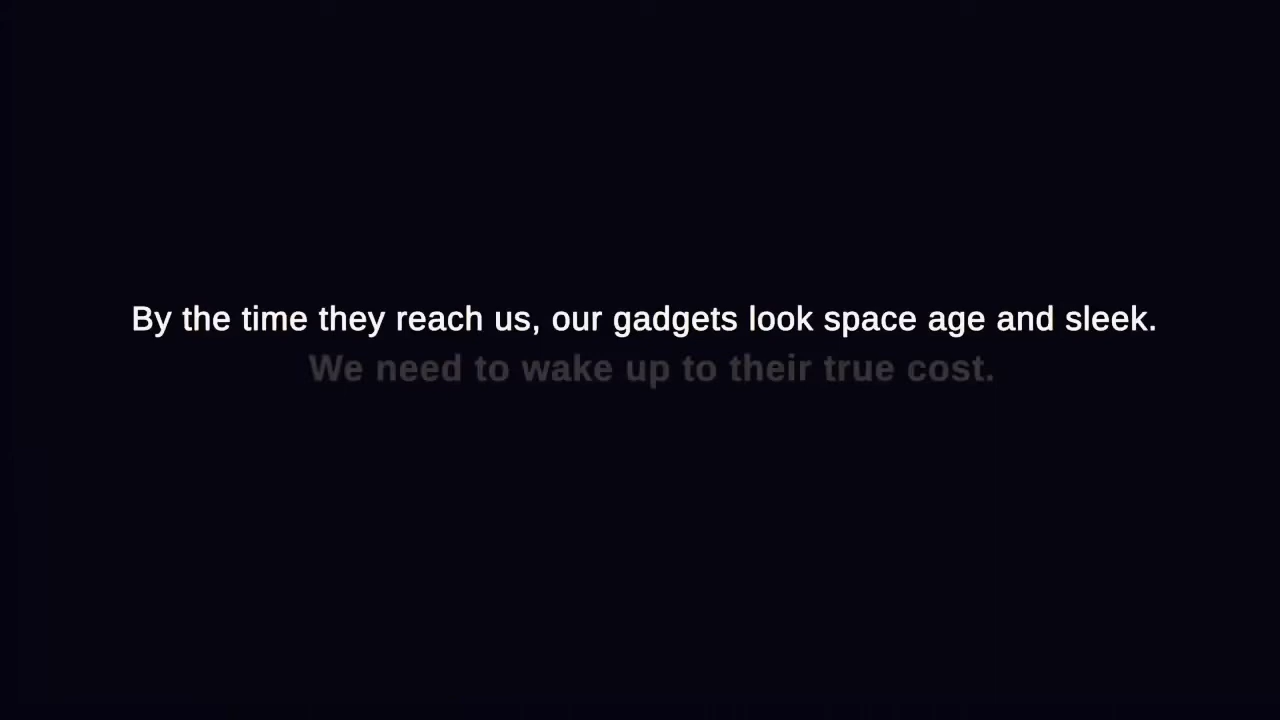 By the time they reach us, our gadgets look space age and sleek.
We need to wake up to their true cost.